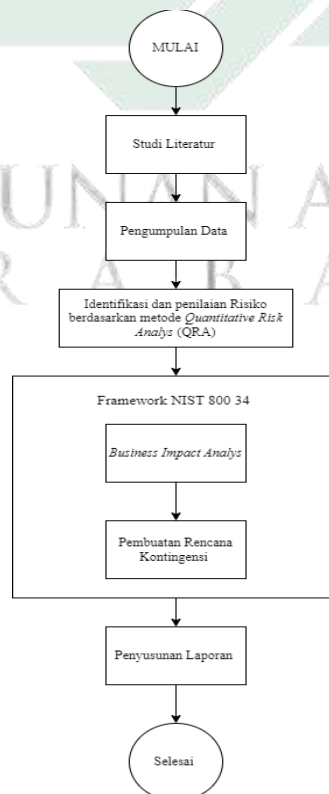 MULAI
Studi Literatur
UNAN A
Pengumpulan Data
R A B A
Identifikasi dan penilaian Risiko
berdasarkan metode Quantitative Risk
Analys (QRA)
Framework NIST 800 34
Business Impact Analys
Pembuatan Rencana
Kontingensi
Penyusunan Laporan
Selesai